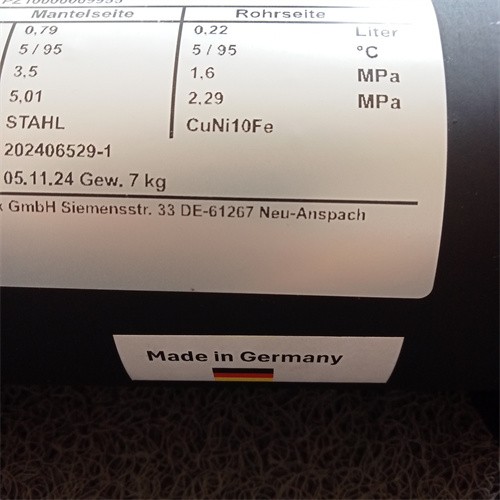 Mantelseite Rohrseite
0,79 0,22 Liter
5 / 95 5 / 95 °C
3,5 1.6 MPa
5,01 2.29 MPa
STAHL CuNi10Fe
202406529-1
05.11.24 Gew. 7 kg
GmbH Siemensstr. 33 DE-61267 Neu-Anspach
Made in Germany